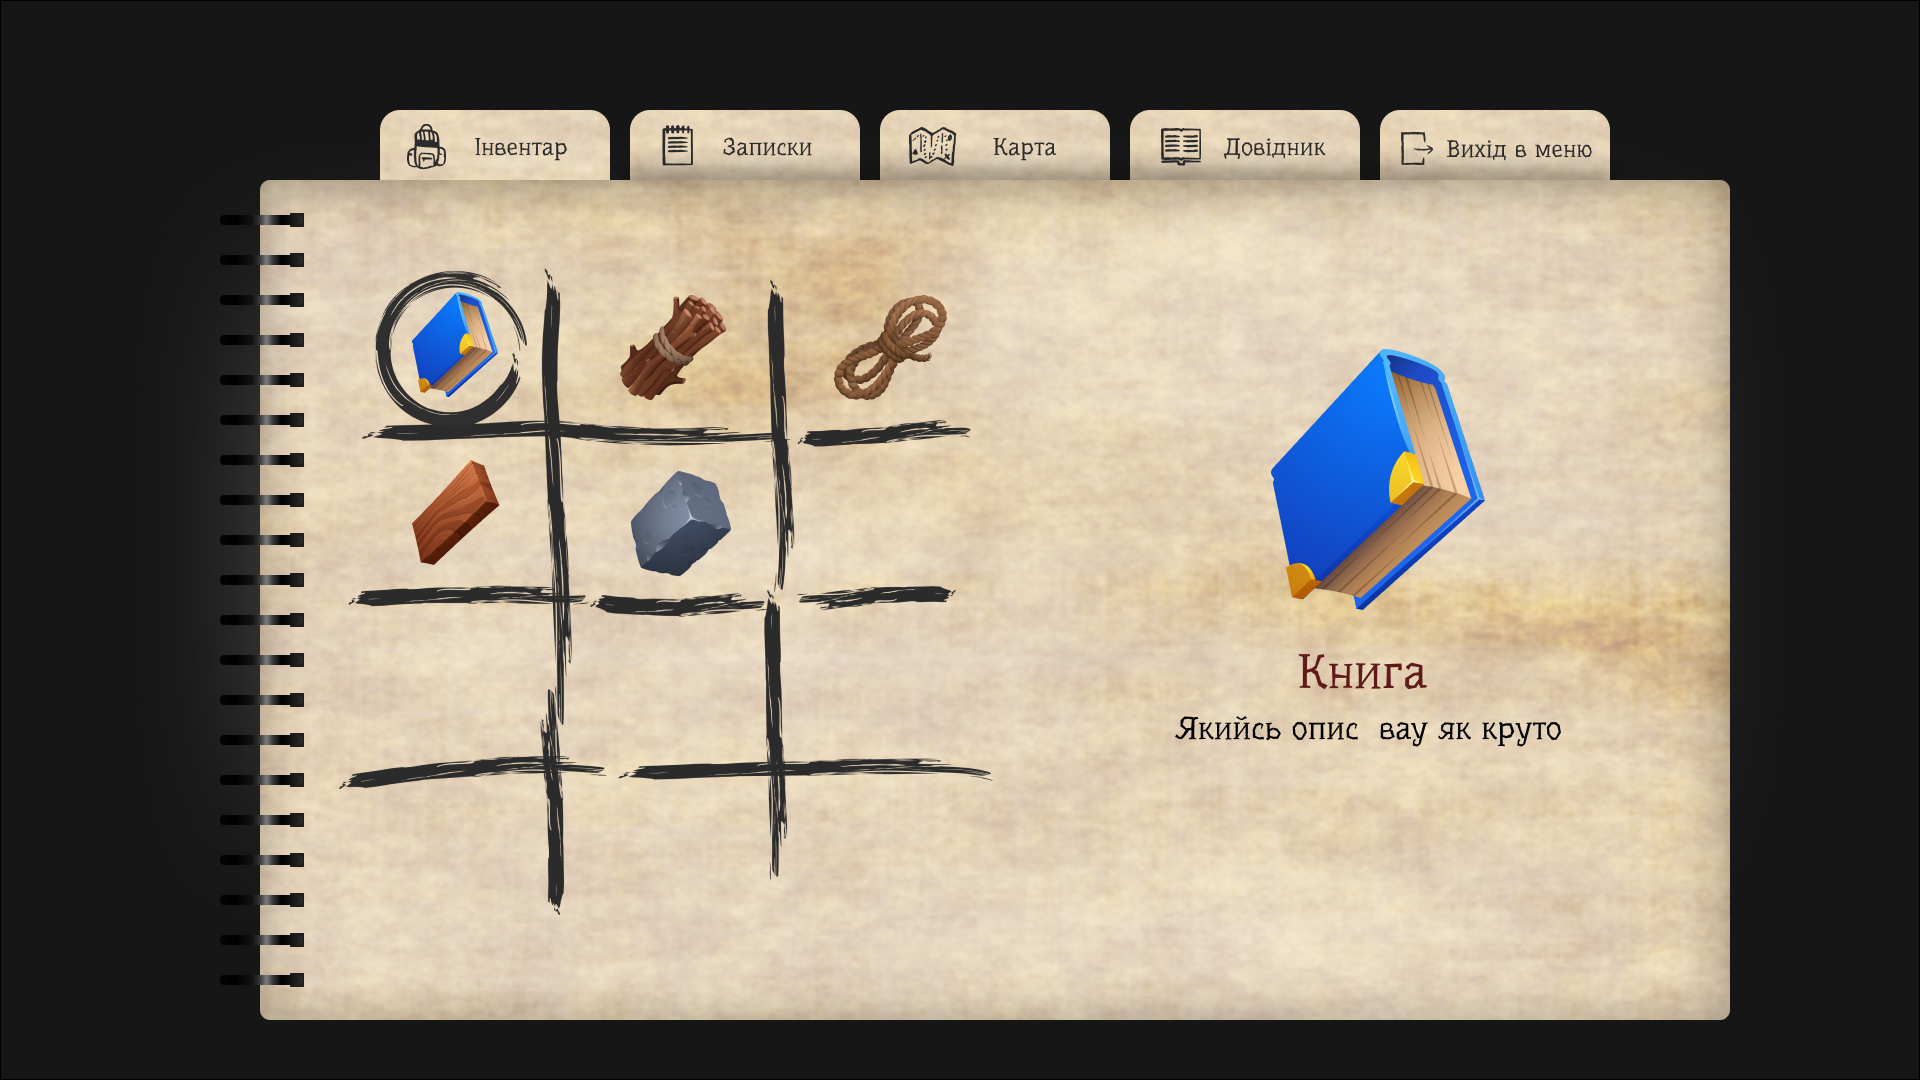 Інвентар
Записки
Карта
Довідник
Вихід в меню
Книга
Якийсь опис  вау як круто